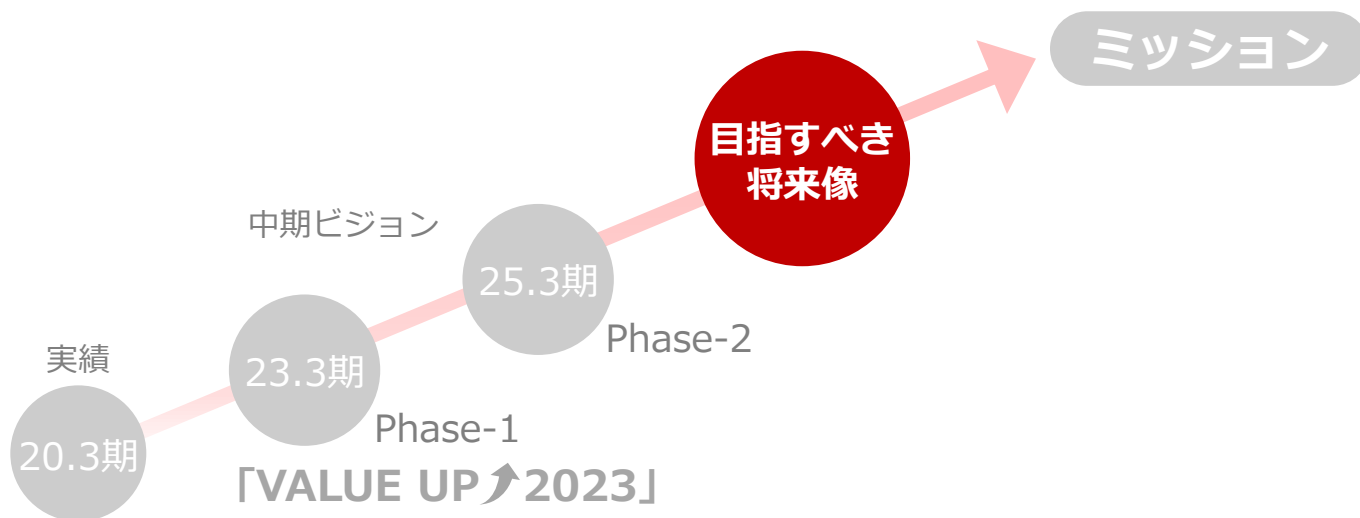 ミッション
目指すべき
将来像
中期ビジョン
25.3期
Phase-2
実績
23.3期
Phase-1
20.3期
「VALUE UP⤴2023」